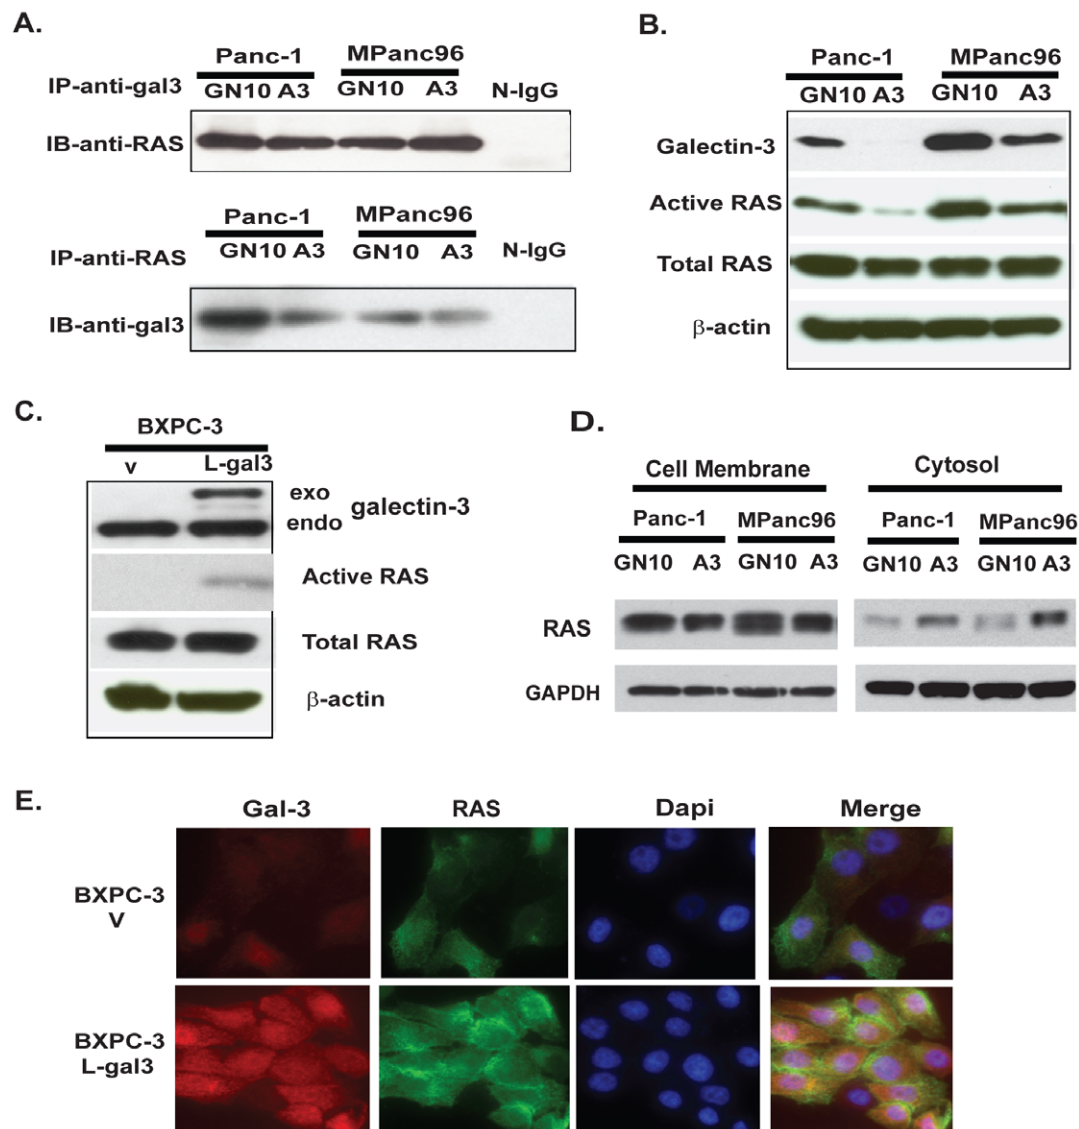 A.
Panc-1 MPanc96
IP-anti-gal3 GN10 A3 GN10 A3 N-IgG
IB-anti-RAS
Panc-1 MPanc96
IP-anti-RAS GN10 A3 GN10 A3 N-IgG
IB-anti-gal3
B.
Panc-1 MPanc96
GN10 A3 GN10 A3
Galectin-3
Active RAS
Total RAS
β-actin
C.
BXPC-3
v L-gal3
exo
galectin-3
endo
Active RAS
Total RAS
β-actin
D.
Cell Membrane Cytosol
Panc-1 MPanc96 Panc-1 MPanc96
GN10 A3 GN10 A3 GN10 A3 GN10 A3
RAS
GAPDH
E.
Gal-3 RAS Dapi Merge
BXPC-3
V
BXPC-3
L-gal3